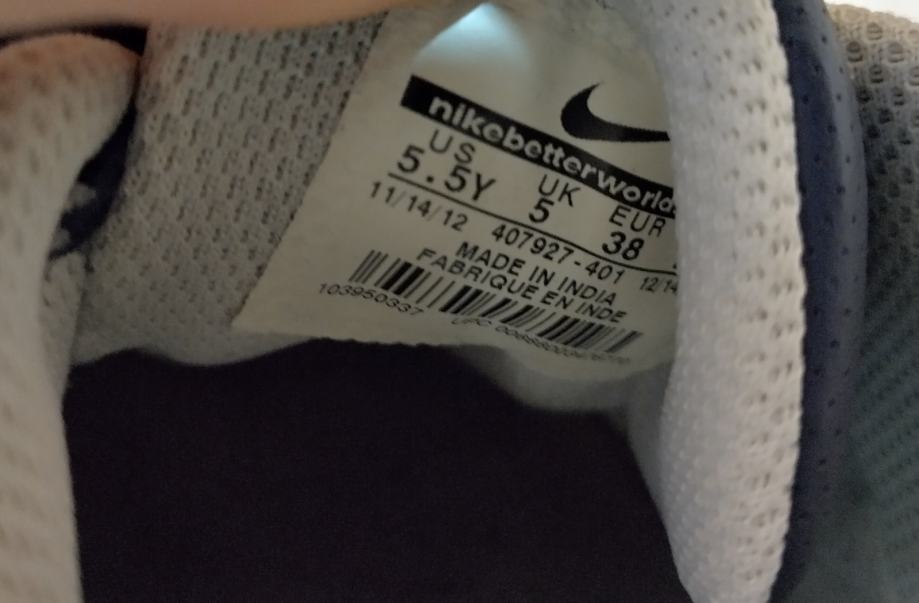 nikebetterworld
US UK EUR
5.5Y 5 38
11/14/12 407927-401 12/14
MADE IN INDIA
FABRIQUE EN INDE
103950337 UPC